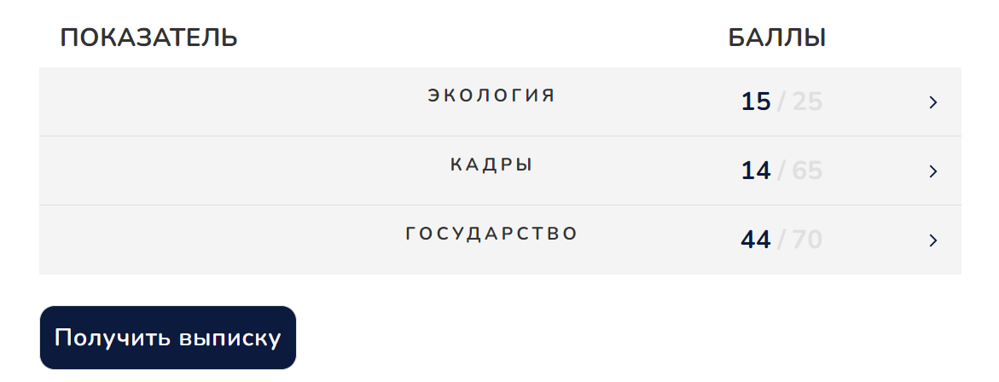 ПОКАЗАТЕЛЬ БАЛЛЫ
ЭКОЛОГИЯ 15 / 25
КАДРЫ 14 / 65
ГОСУДАРСТВО 44 / 70
Получить выписку